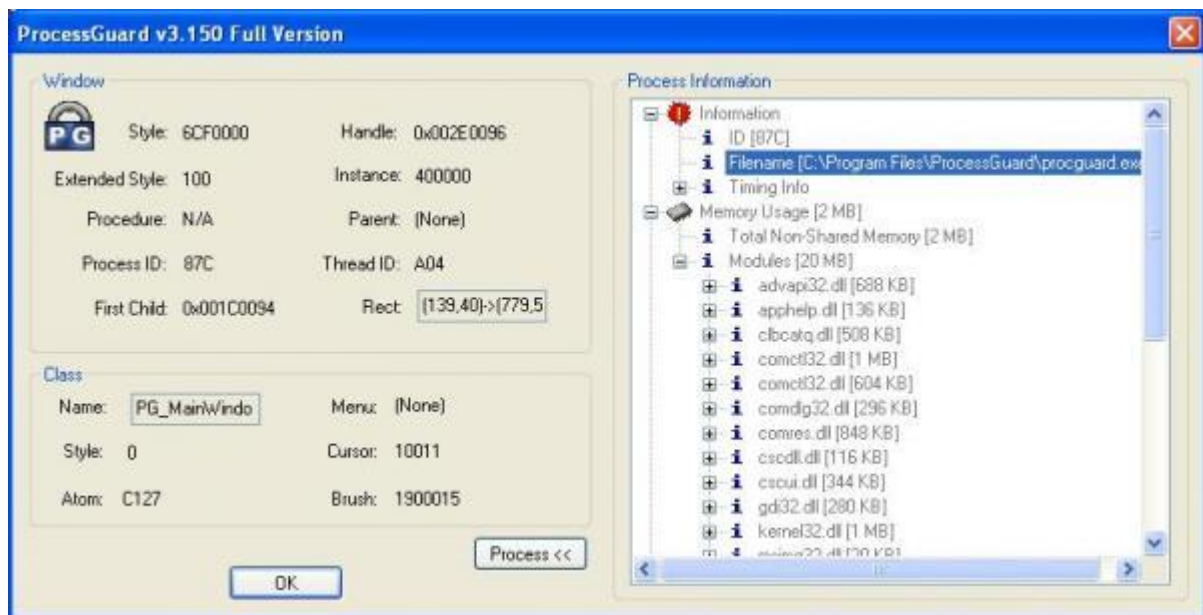 ProcessGuard v3.150 Full Version
Window
PG
Style: 6CF0000
Handle: 0x002E0096
Extended Style: 100
Instance: 400000
Procedure: N/A
Parent: (None)
Process ID: 87C
Thread ID: A04
First Child: 0x001C0094
Rect: (139,40)->(779,5
Class
Name: PG_MainWindo
Menu: (None)
Style: 0
Cursor: 10011
Atom: C127
Brush: 1900015
Process <<
OK
Process Information
Information
ID [87C]
Filename [C:\Program Files\ProcessGuard\procguard.exe
Timing Info
Memory Usage [2 MB]
Total Non-Shared Memory [2 MB]
Modules [20 MB]
advapi32.dll [688 KB]
apphelp.dll [136 KB]
clbcatq.dll [508 KB]
comctl32.dll [1 MB]
comctl32.dll [604 KB]
comdlg32.dll [296 KB]
comres.dll [848 KB]
cscdll.dll [116 KB]
cscui.dll [344 KB]
gdi32.dll [280 KB]
kernel32.dll [1 MB]